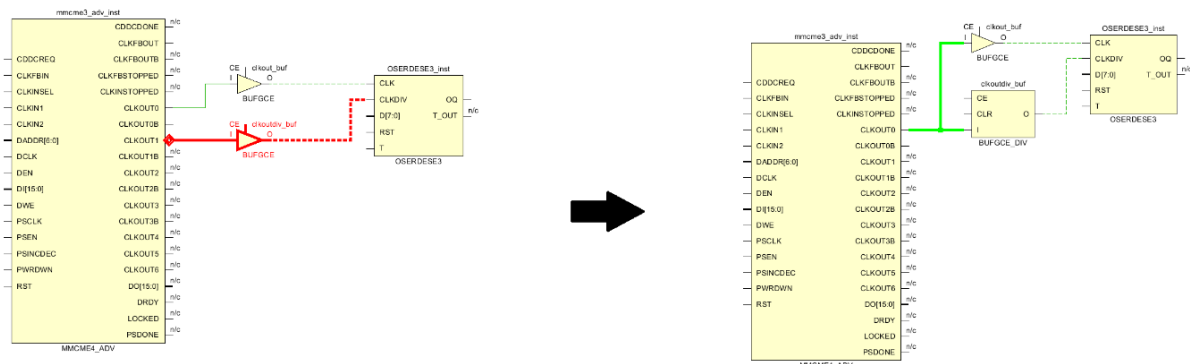 mmcme3_adv_inst
CDDCDONE n/c
CLKFBOUT
CDDCREQ CLKFBOUTB n/c
CLKFBIN CLKFBSTOPPED n/c
CLKINSEL CLKINSTOPPED n/c
CLKIN1 CLKOUT0
CLKIN2 CLKOUT0B n/c
DADDR[6:0] CLKOUT1
DCLK CLKOUT1B n/c
DEN CLKOUT2 n/c
DI[15:0] CLKOUT2B n/c
DWE CLKOUT3 n/c
PSCLK CLKOUT3B n/c
PSEN CLKOUT4 n/c
PSINCDEC CLKOUT5 n/c
PWRDWN CLKOUT6 n/c
RST DO[15:0] n/c
DRDY n/c
LOCKED n/c
PSDONE n/c
MMCME4_ADV
CE clkout_buf
I O
BUFGCE
CE clkoutdiv_buf
I O
BUFGCE
OSERDESE3_inst
CLK
CLKDIV OQ n/c
D[7:0] T_OUT n/c
RST
T
OSERDESE3
mmcme3_adv_inst
CDDCDONE n/c
CLKFBOUT
CDDCREQ CLKFBOUTB n/c
CLKFBIN CLKFBSTOPPED n/c
CLKINSEL CLKINSTOPPED n/c
CLKIN1 CLKOUT0
CLKIN2 CLKOUT0B n/c
DADDR[6:0] CLKOUT1 n/c
DCLK CLKOUT1B n/c
DEN CLKOUT2 n/c
DI[15:0] CLKOUT2B n/c
DWE CLKOUT3 n/c
PSCLK CLKOUT3B n/c
PSEN CLKOUT4 n/c
PSINCDEC CLKOUT5 n/c
PWRDWN CLKOUT6 n/c
RST DO[15:0] n/c
DRDY n/c
LOCKED n/c
PSDONE n/c
CE clkout_buf
I O
BUFGCE
clkoutdiv_buf
CE
CLR O
I
BUFGCE_DIV
OSERDESE3_inst
CLK
CLKDIV OQ n/c
D[7:0] T_OUT
RST
T
OSERDESE3